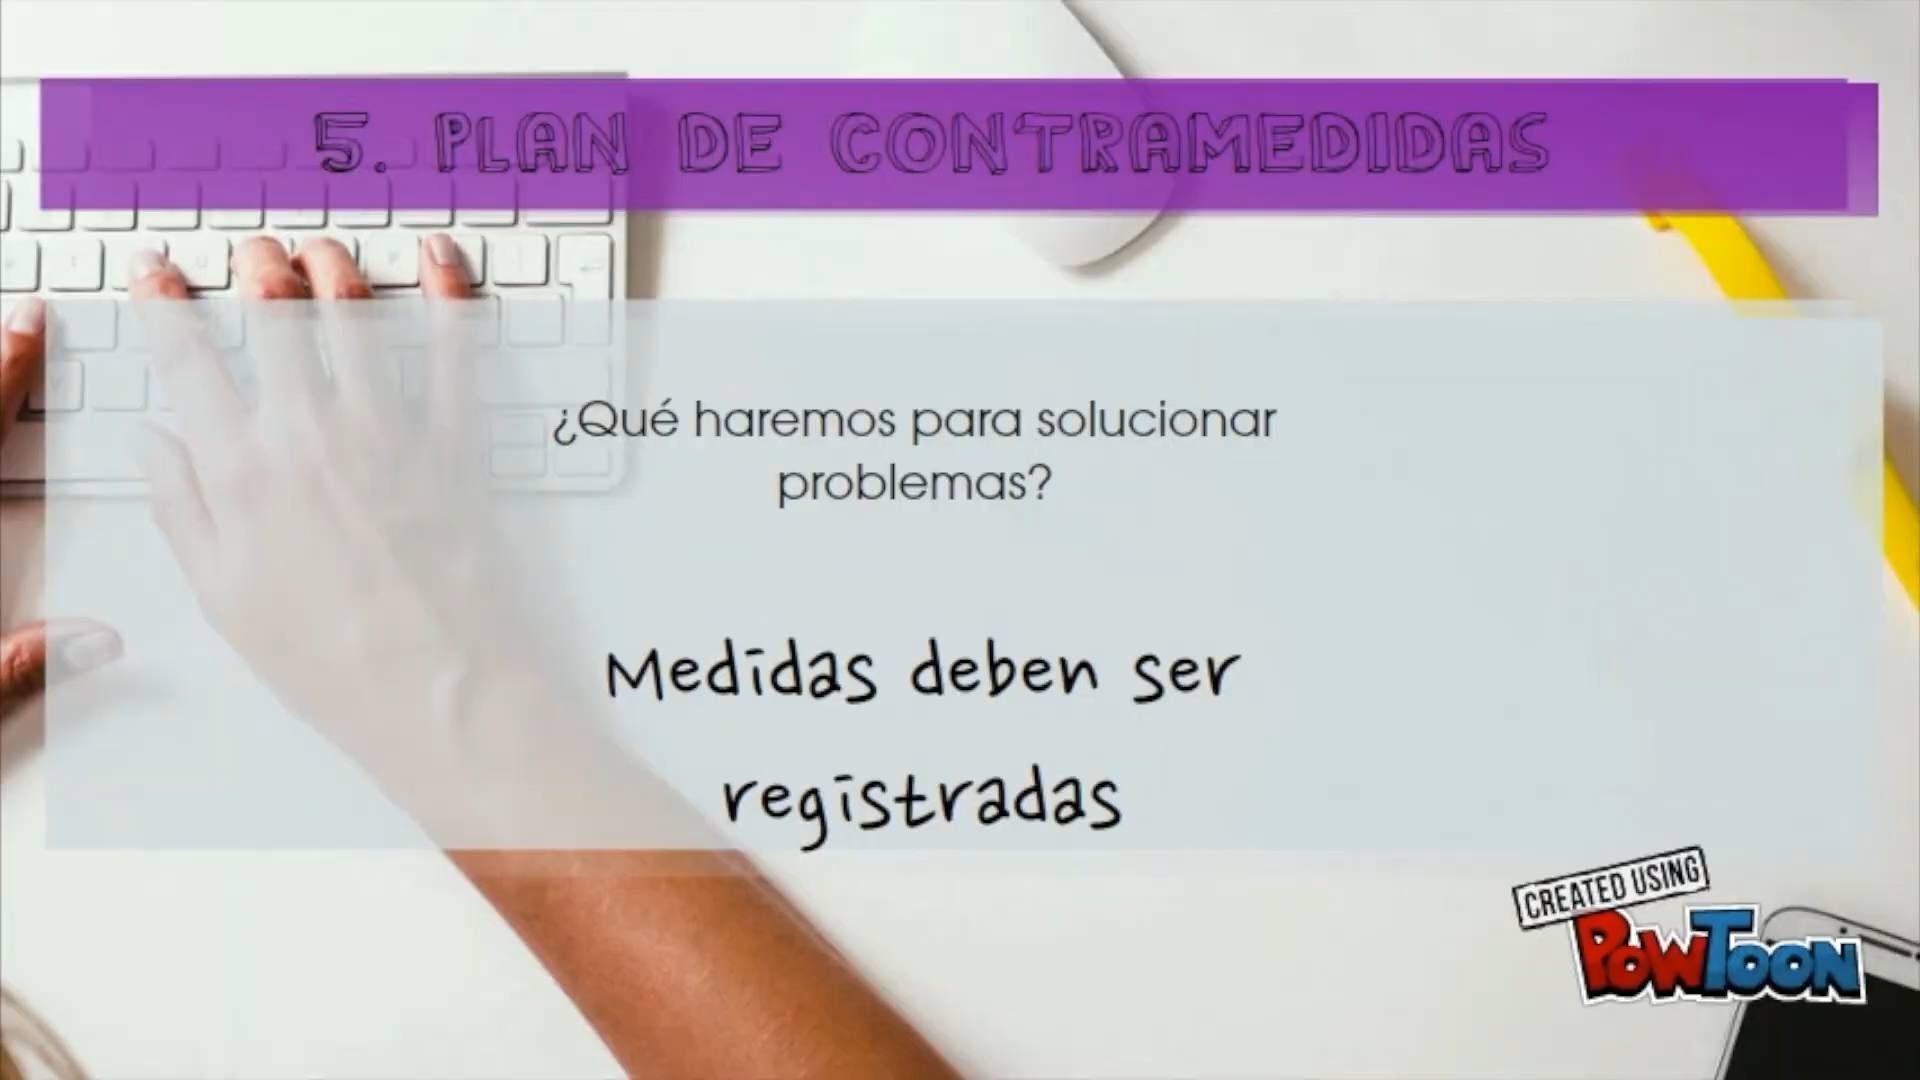 5. PLAN DE CONTRAMEDIDAS
¿Qué haremos para solucionar
problemas?
Medidas deben ser
registradas
CREATED USING
POWTOON